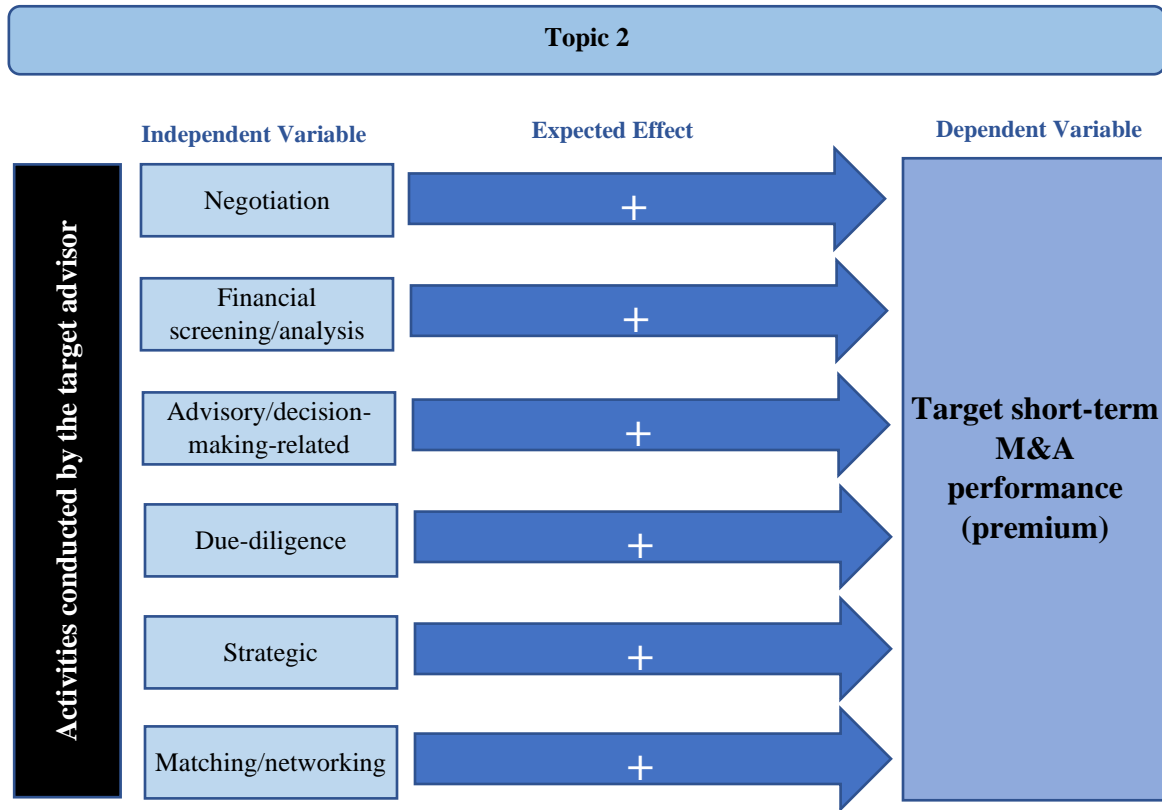 Topic 2
Independent Variable
Expected Effect
Dependent Variable
Activities conducted by the target advisor
Negotiation
+
Financial
screening/analysis
+
Advisory/decision-
making-related
+
Due-diligence
+
Strategic
+
Matching/networking
+
Target short-term
M&A
performance
(premium)